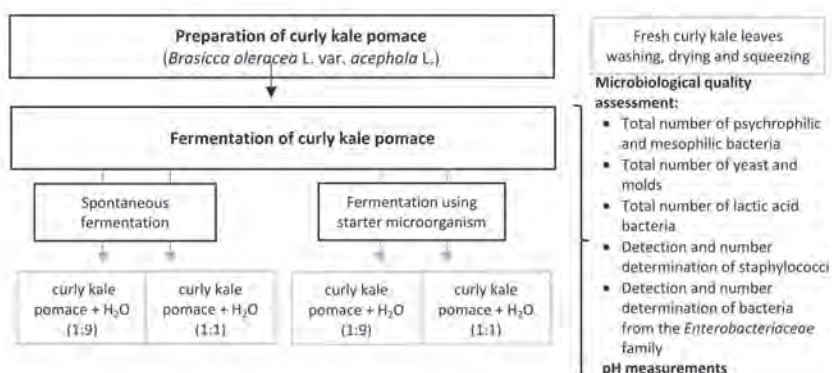 Preparation of curly kale pomace
(Brasicca oleracea L. var. acephala L.)
Fresh curly kale leaves
washing, drying and squeezing
Fermentation of curly kale pomace
Spontaneous
fermentation
Fermentation using
starter microorganism
curly kale
pomace + H₂O
(1:9)
curly kale
pomace + H₂O
(1:1)
curly kale
pomace + H₂O
(1:9)
curly kale
pomace + H₂O
(1:1)
Microbiological quality
assessment:
▪ Total number of psychrophilic
and mesophilic bacteria
▪ Total number of yeast and
molds
▪ Total number of lactic acid
bacteria
▪ Detection and number
determination of staphylococci
▪ Detection and number
determination of bacteria
from the Enterobacteriaceae
family
pH measurements